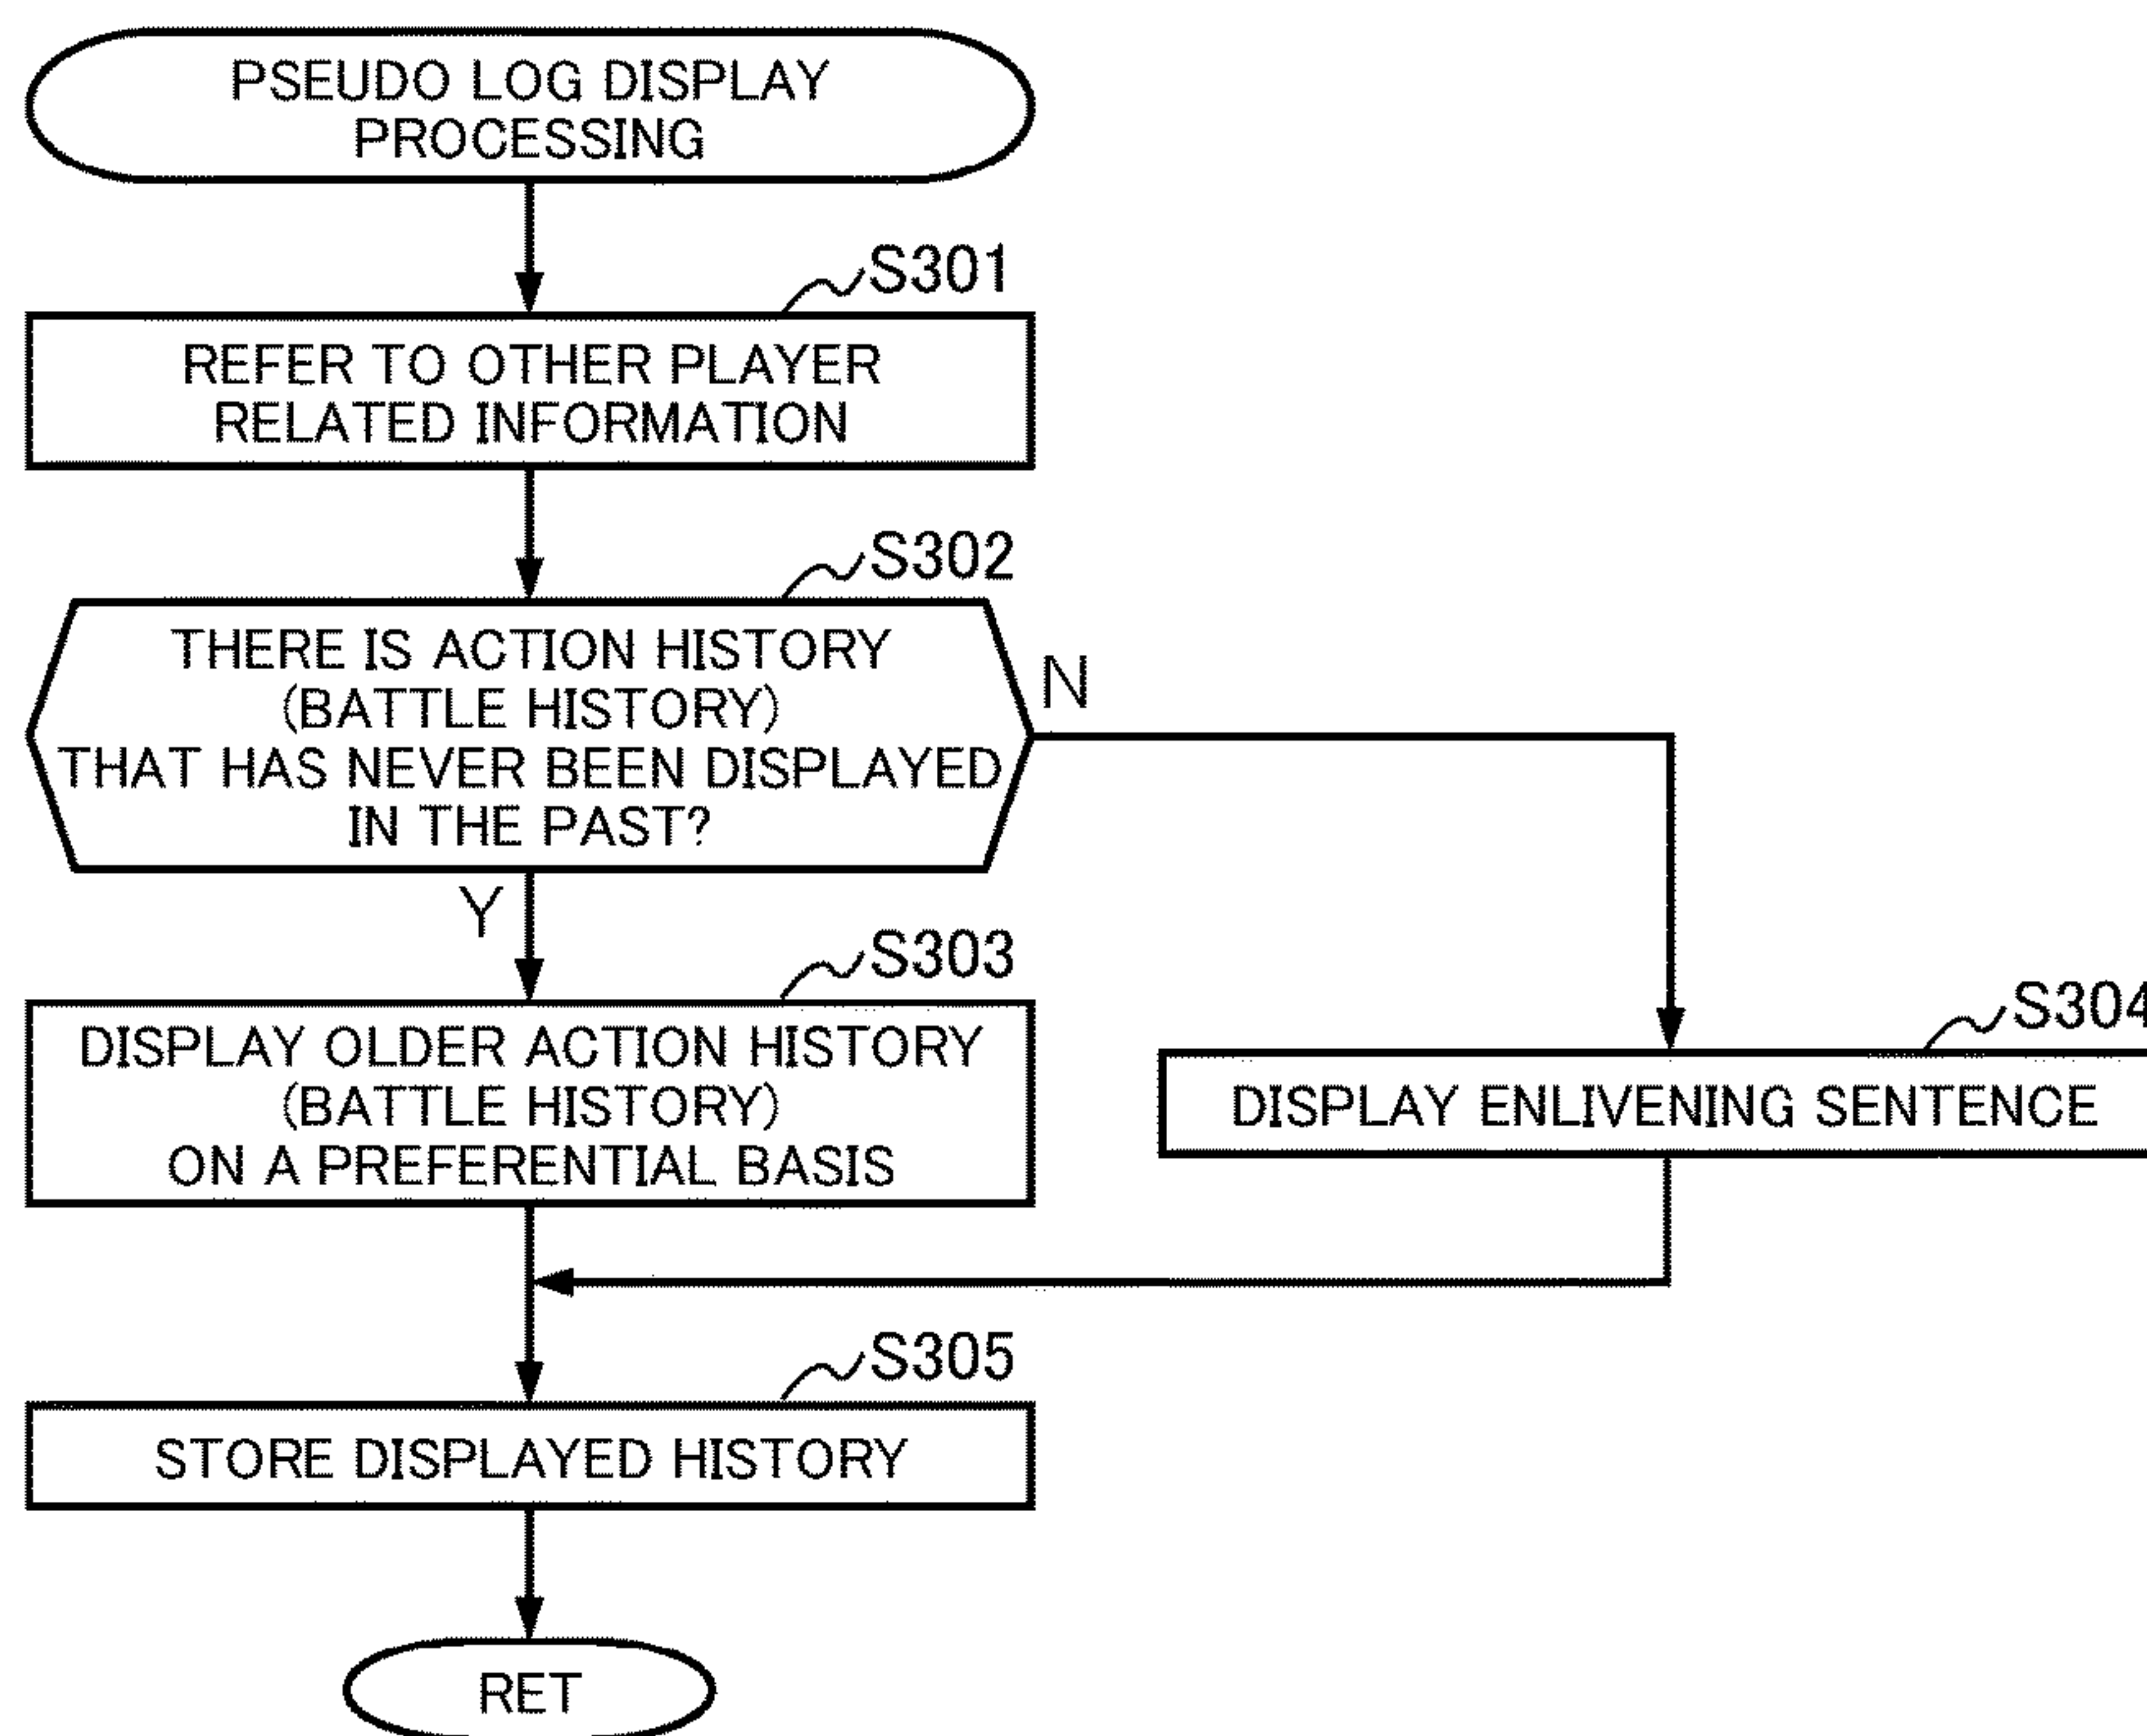 PSEUDO LOG DISPLAY
PROCESSING
S301
REFER TO OTHER PLAYER
RELATED INFORMATION
S302
THERE IS ACTION HISTORY
(BATTLE HISTORY)
THAT HAS NEVER BEEN DISPLAYED
IN THE PAST?
N
Y
S303
DISPLAY OLDER ACTION HISTORY
(BATTLE HISTORY)
ON A PREFERENTIAL BASIS
S304
DISPLAY ENLIVENING SENTENCE
S305
STORE DISPLAYED HISTORY
RET